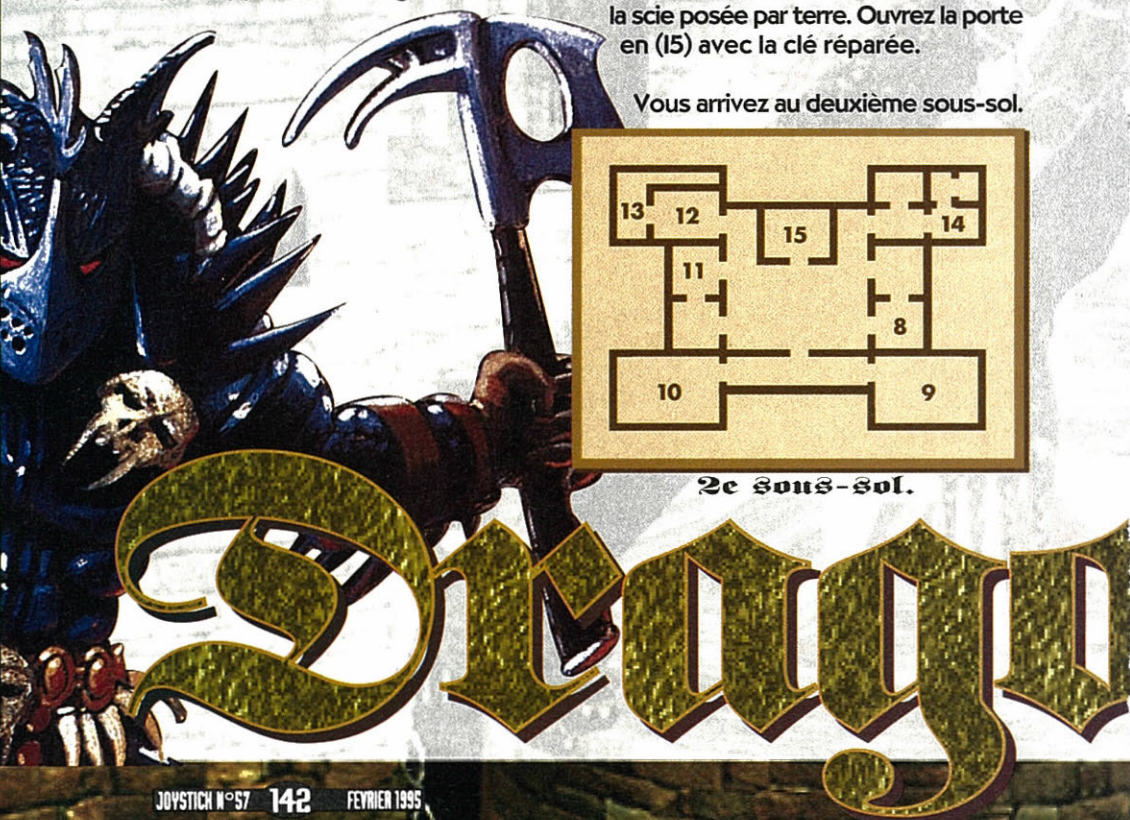 la scie posée par terre. Ouvrez la porte
en (15) avec la clé réparée.
Vous arrivez au deuxième sous-sol.
13
12
15
14
11
8
10
9
2e sous-sol.
Drago
JOYSTICK N°57 142 FEVRIER 1995